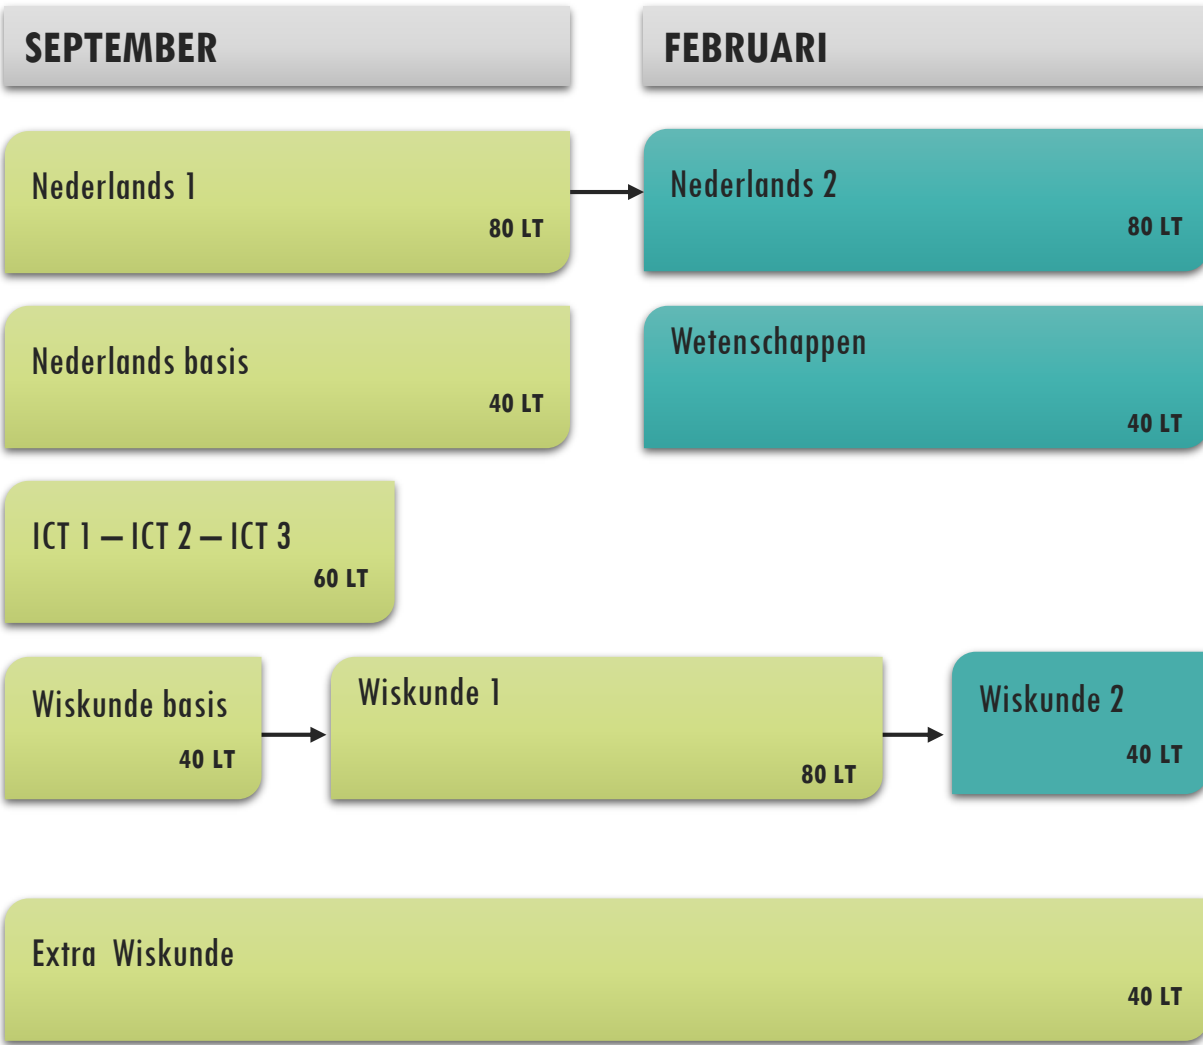 SEPTEMBER
FEBRUARI
Nederlands 1
80 LT
Nederlands 2
80 LT
Nederlands basis
40 LT
Wetenschappen
40 LT
ICT 1 – ICT 2 – ICT 3
60 LT
Wiskunde basis
40 LT
Wiskunde 1
80 LT
Wiskunde 2
40 LT
Extra Wiskunde
40 LT